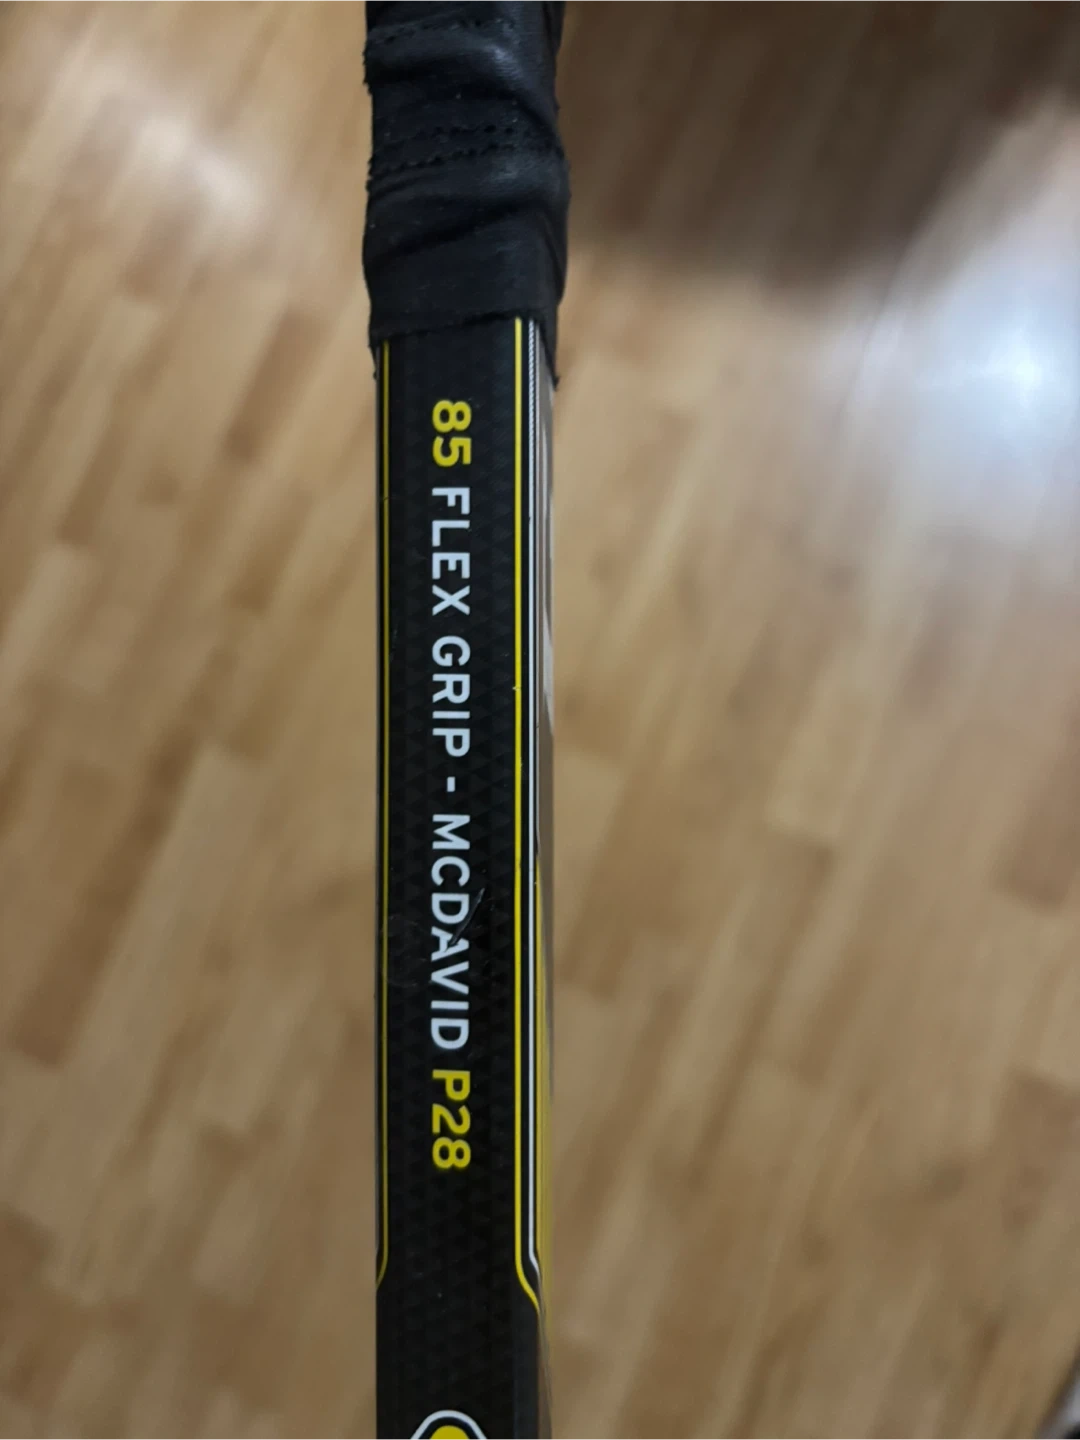 85 FLEX GRIP - MCDAVID P28